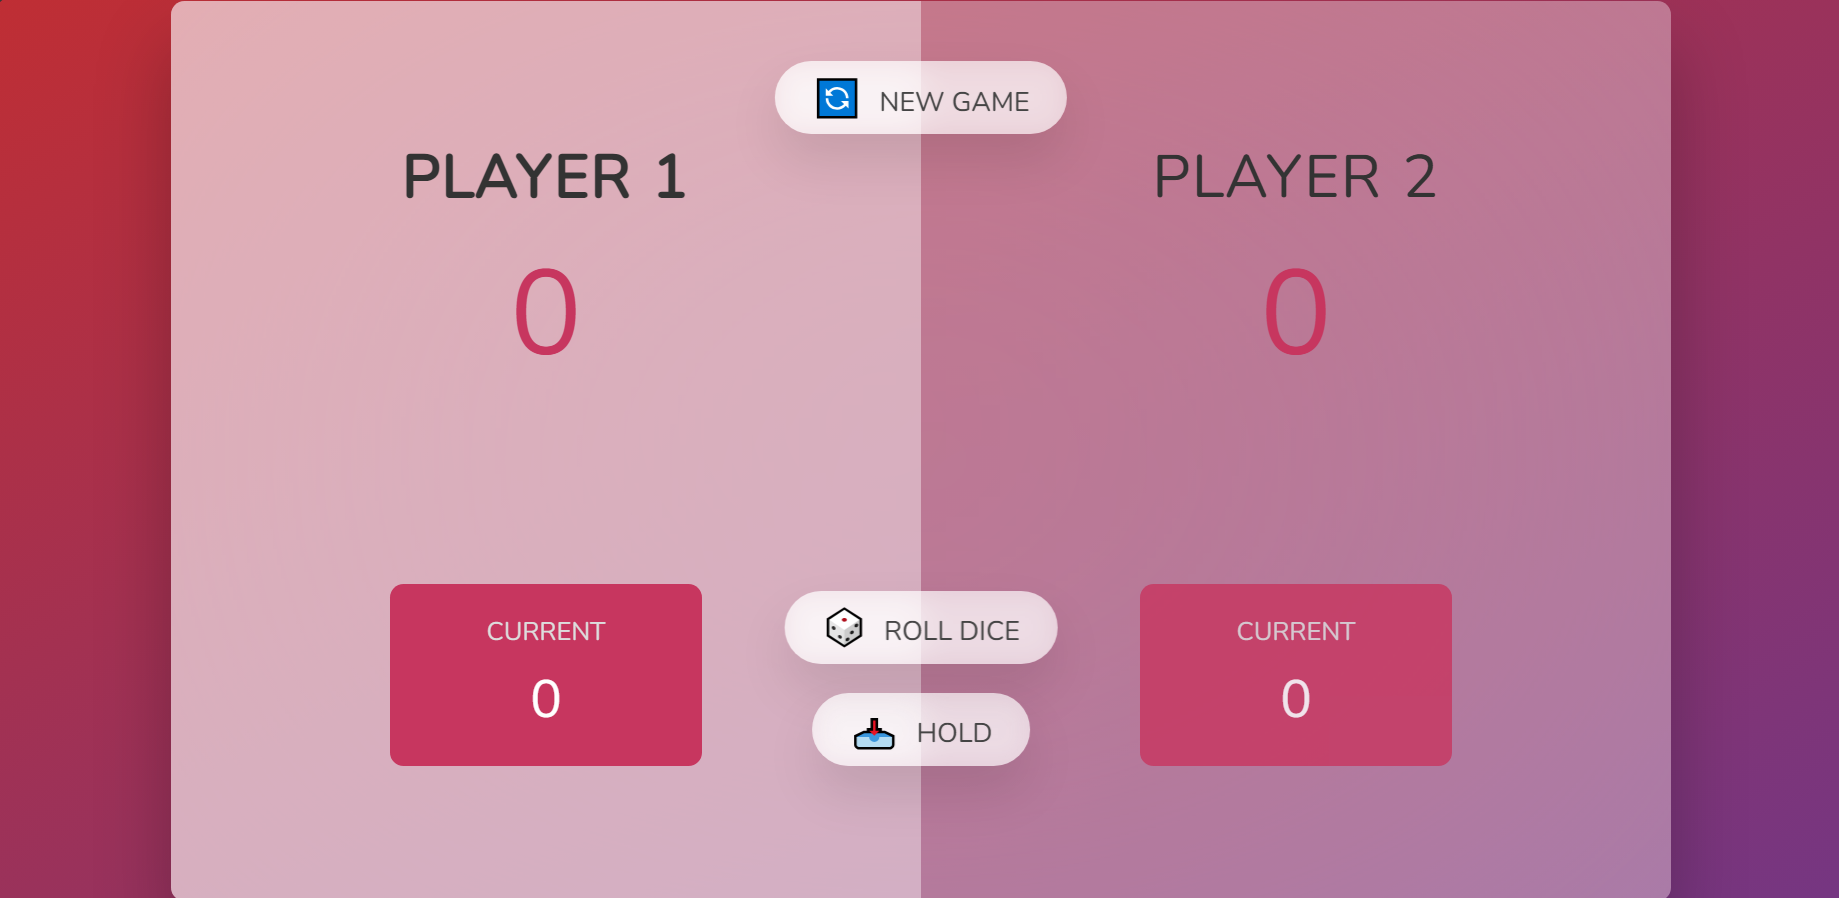 NEW GAME
PLAYER 1
PLAYER 2
0
0
CURRENT
0
ROLL DICE
HOLD
CURRENT
0